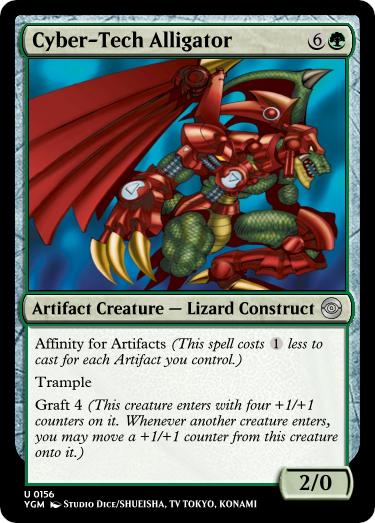 Cyber-Tech Alligator 6
Artifact Creature — Lizard Construct
Affinity for Artifacts (This spell costs 1 less to
cast for each Artifact you control.)
Trample
Graft 4 (This creature enters with four +1/+1
counters on it. Whenever another creature enters,
you may move a +1/+1 counter from this creature
onto it.)
2/0
U 0156
YGM Studio Dice/SHUEISHA, TV TOKYO, KONAMI